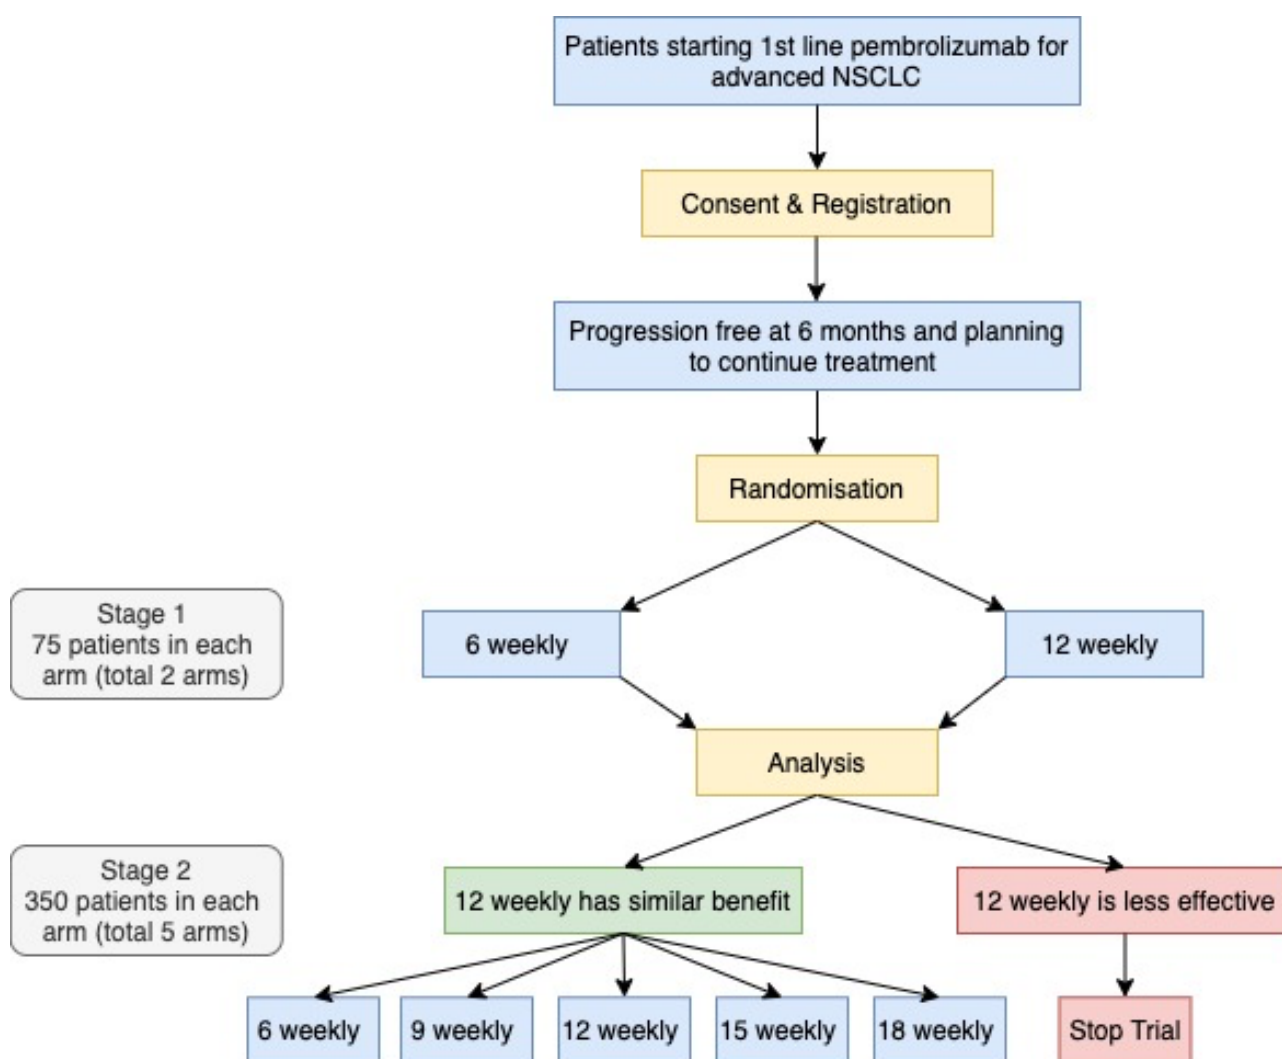 Patients starting 1st line pembrolizumab for
advanced NSCLC
Consent & Registration
Progression free at 6 months and planning
to continue treatment
Randomisation
Stage 1
75 patients in each
arm (total 2 arms)
6 weekly
12 weekly
Analysis
Stage 2
350 patients in each
arm (total 5 arms)
12 weekly has similar benefit
12 weekly is less effective
6 weekly
9 weekly
12 weekly
15 weekly
18 weekly
Stop Trial